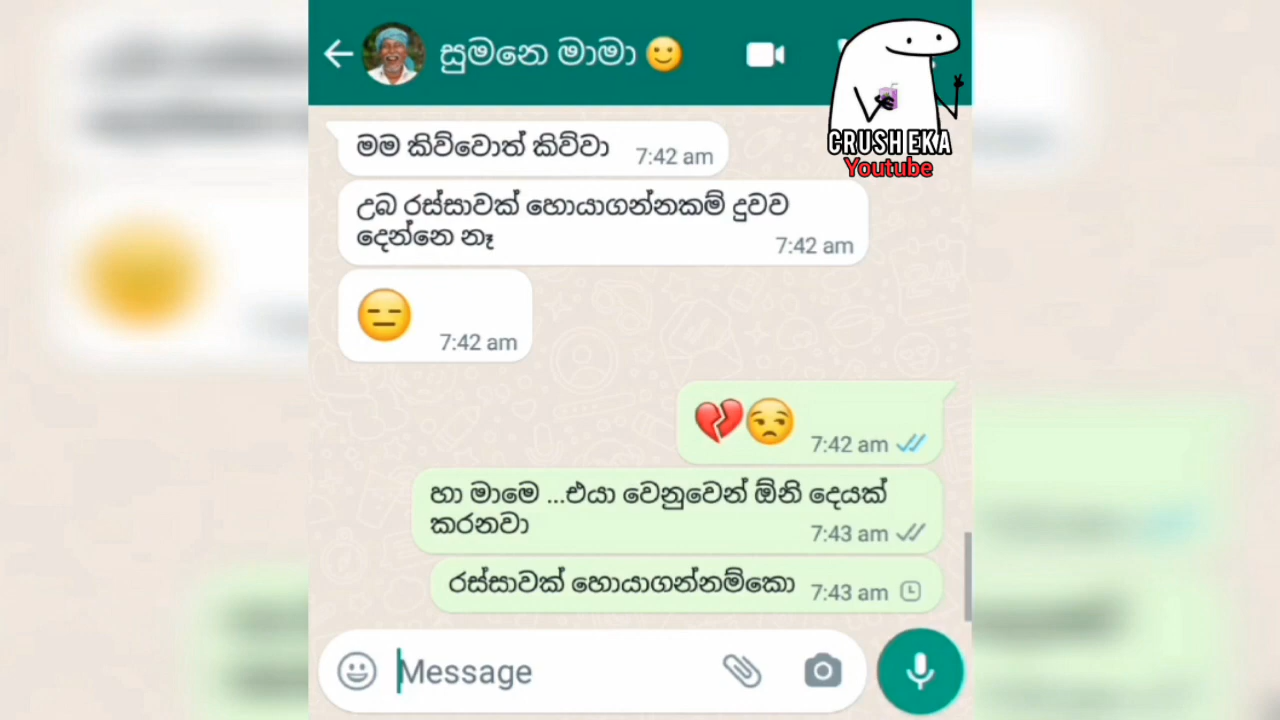 සුමනෙ මාමා 🙂
CRUSH EKA
Youtube
මම කිව්වොත් කිව්වා 7:42 am
උබ රස්සාවක් හොයාගන්නකම් දුවව
දෙන්නෙ නෑ 7:42 am
😑 7:42 am
💔😒 7:42 am
හා මාමෙ ...එයා වෙනුවෙන් ඕනි දෙයක්
කරනවා 7:43 am
රස්සාවක් හොයාගන්නම්කො 7:43 am
Message